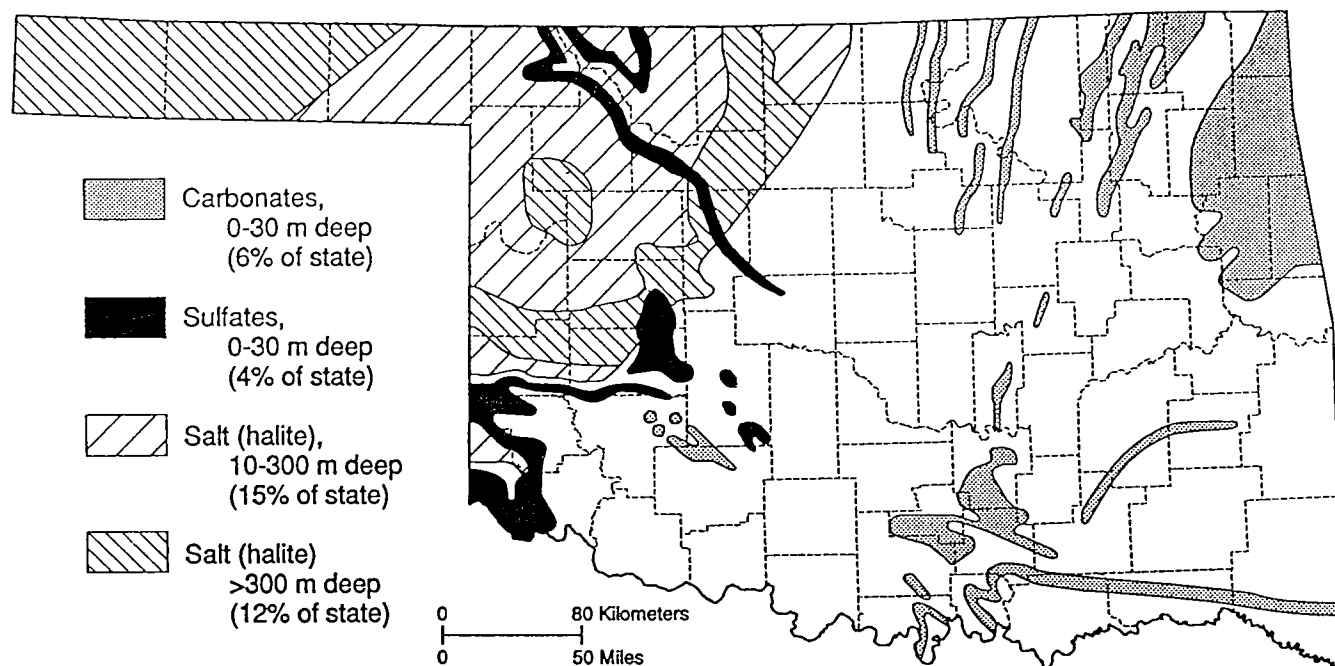 Carbonates,
0-30 m deep
(6% of state)
Sulfates,
0-30 m deep
(4% of state)
Salt (halite),
10-300 m deep
(15% of state)
Salt (halite)
>300 m deep
(12% of state)
0 80 Kilometers
0 50 Miles